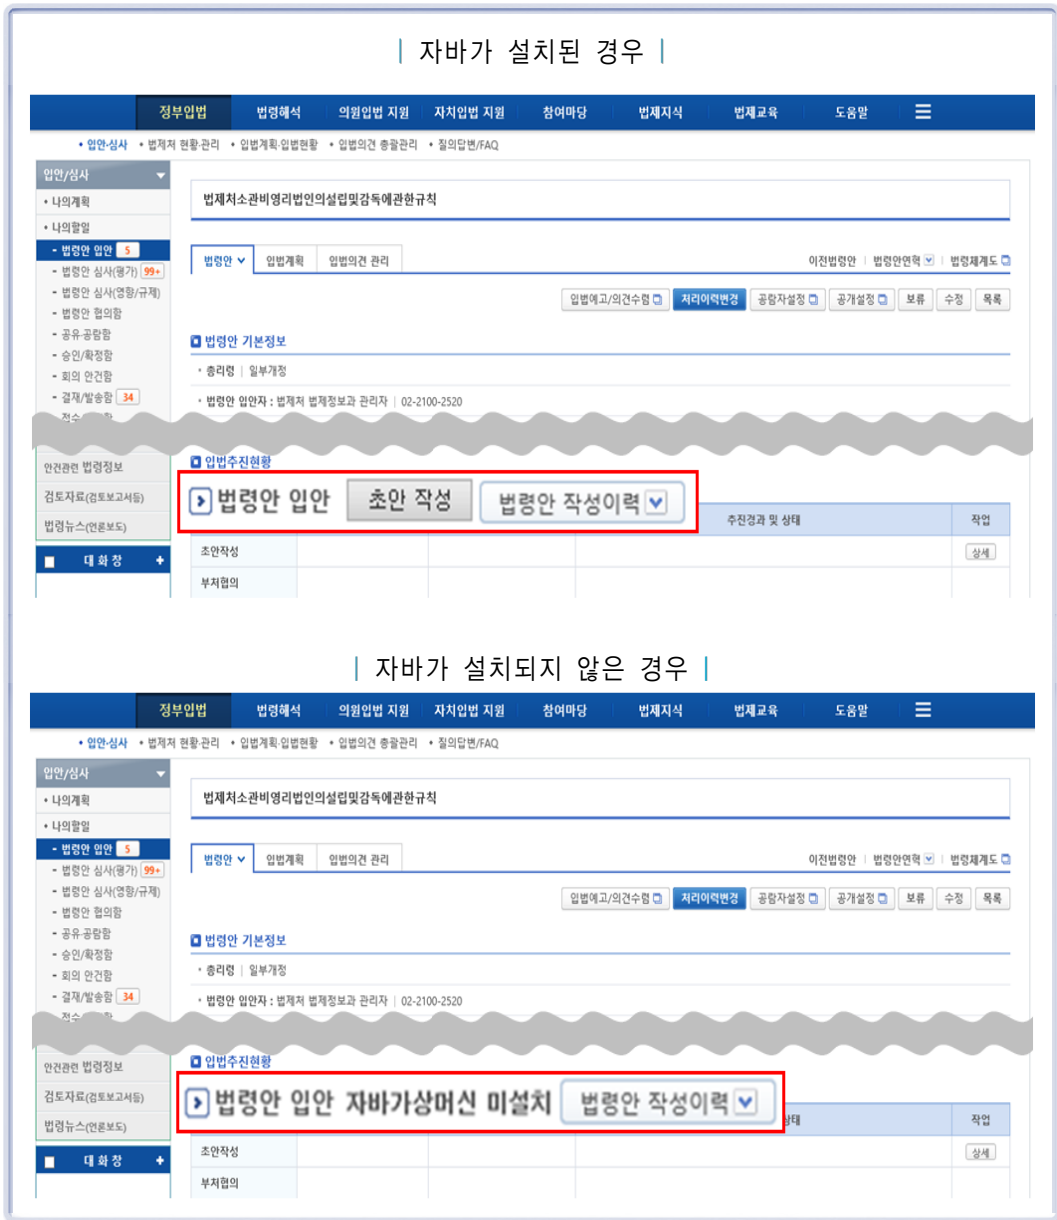 | 자바가 설치된 경우 |
정부입법 법령해석 의원입법 지원 자치입법 지원 참여마당 법제지식 법제교육 도움말
• 입안·심사 • 법제처 현황·관리 • 입법계획·입법현황 • 입법의견 총괄관리 • 질의답변/FAQ
입안/심사
• 나의계획
법제처소관비영리법인의설립및감독에관한규칙
• 나의할일
- 법령안 입안 5
법령안 입법계획 입법의견 관리
이전법령안 | 법령안연혁 | 법령체계도
- 법령안 심사(평가) 99+
- 법령안 심사(영향/규제)
입법예고/의견수렴 처리이력변경 공람자설정 공개설정 보류 수정 목록
- 법령안 협의함
- 공유·공람함
법령안 기본정보
- 승인/확정함
• 총리령 | 일부개정
- 회의 안건함
- 결재/발송함 34
• 법령안 입안자 : 법제처 법제정보과 관리자 | 02-2100-2520
안건관련 법령정보
입법추진현황
검토자료(검토보고서등)
법령안 입안 초안 작성 법령안 작성이력
추진경과 및 상태 작업
법령뉴스(언론보도)
대화창 +
초안작성 상세
부처협의
| 자바가 설치되지 않은 경우 |
정부입법 법령해석 의원입법 지원 자치입법 지원 참여마당 법제지식 법제교육 도움말
• 입안·심사 • 법제처 현황·관리 • 입법계획·입법현황 • 입법의견 총괄관리 • 질의답변/FAQ
입안/심사
• 나의계획
법제처소관비영리법인의설립및감독에관한규칙
• 나의할일
- 법령안 입안 5
법령안 입법계획 입법의견 관리
이전법령안 | 법령안연혁 | 법령체계도
- 법령안 심사(평가) 99+
- 법령안 심사(영향/규제)
입법예고/의견수렴 처리이력변경 공람자설정 공개설정 보류 수정 목록
- 법령안 협의함
- 공유·공람함
법령안 기본정보
- 승인/확정함
• 총리령 | 일부개정
- 회의 안건함
- 결재/발송함 34
• 법령안 입안자 : 법제처 법제정보과 관리자 | 02-2100-2520
안건관련 법령정보
입법추진현황
검토자료(검토보고서등)
법령안 입안 자바가상머신 미설치 법령안 작성이력
상태 작업
법령뉴스(언론보도)
대화창 +
초안작성 상세
부처협의